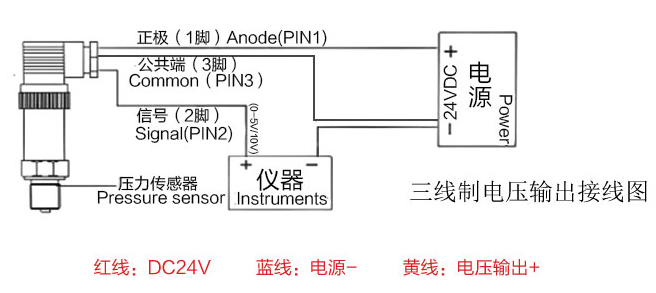 正极（1脚）Anode(PIN1)
公共端（3脚）
Common（PIN3）
信号（2脚）
Signal(PIN2)
(0~5V/10V)
+ -
仪器
Instruments
压力传感器
Pressure sensor
- 24VDC +
电源
Power
三线制电压输出接线图
红线：DC24V 蓝线：电源- 黄线：电压输出+